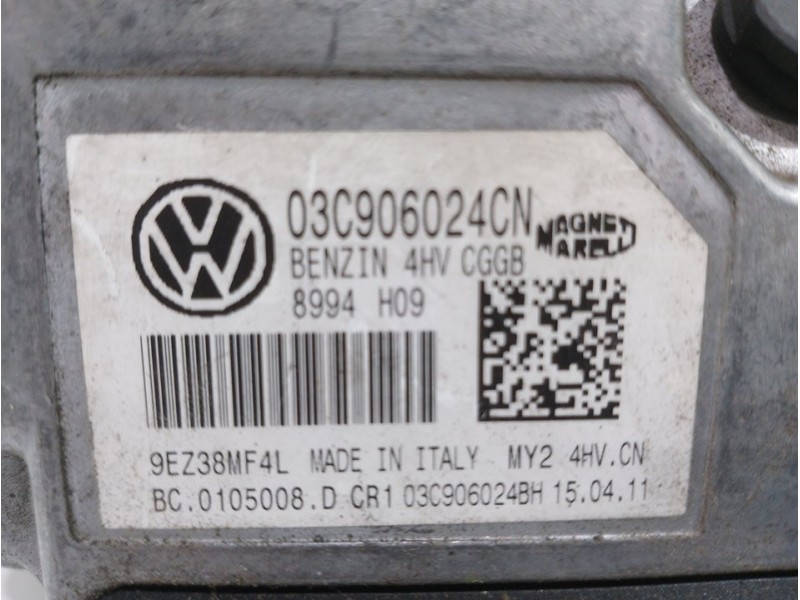 03C906024CN
MAGNETI
MARELLI
BENZIN 4HV CGGB
8994 H09
9EZ38MF4L MADE IN ITALY MY2 4HV.CN
BC.0105008.D CR1 03C906024BH 15.04.11